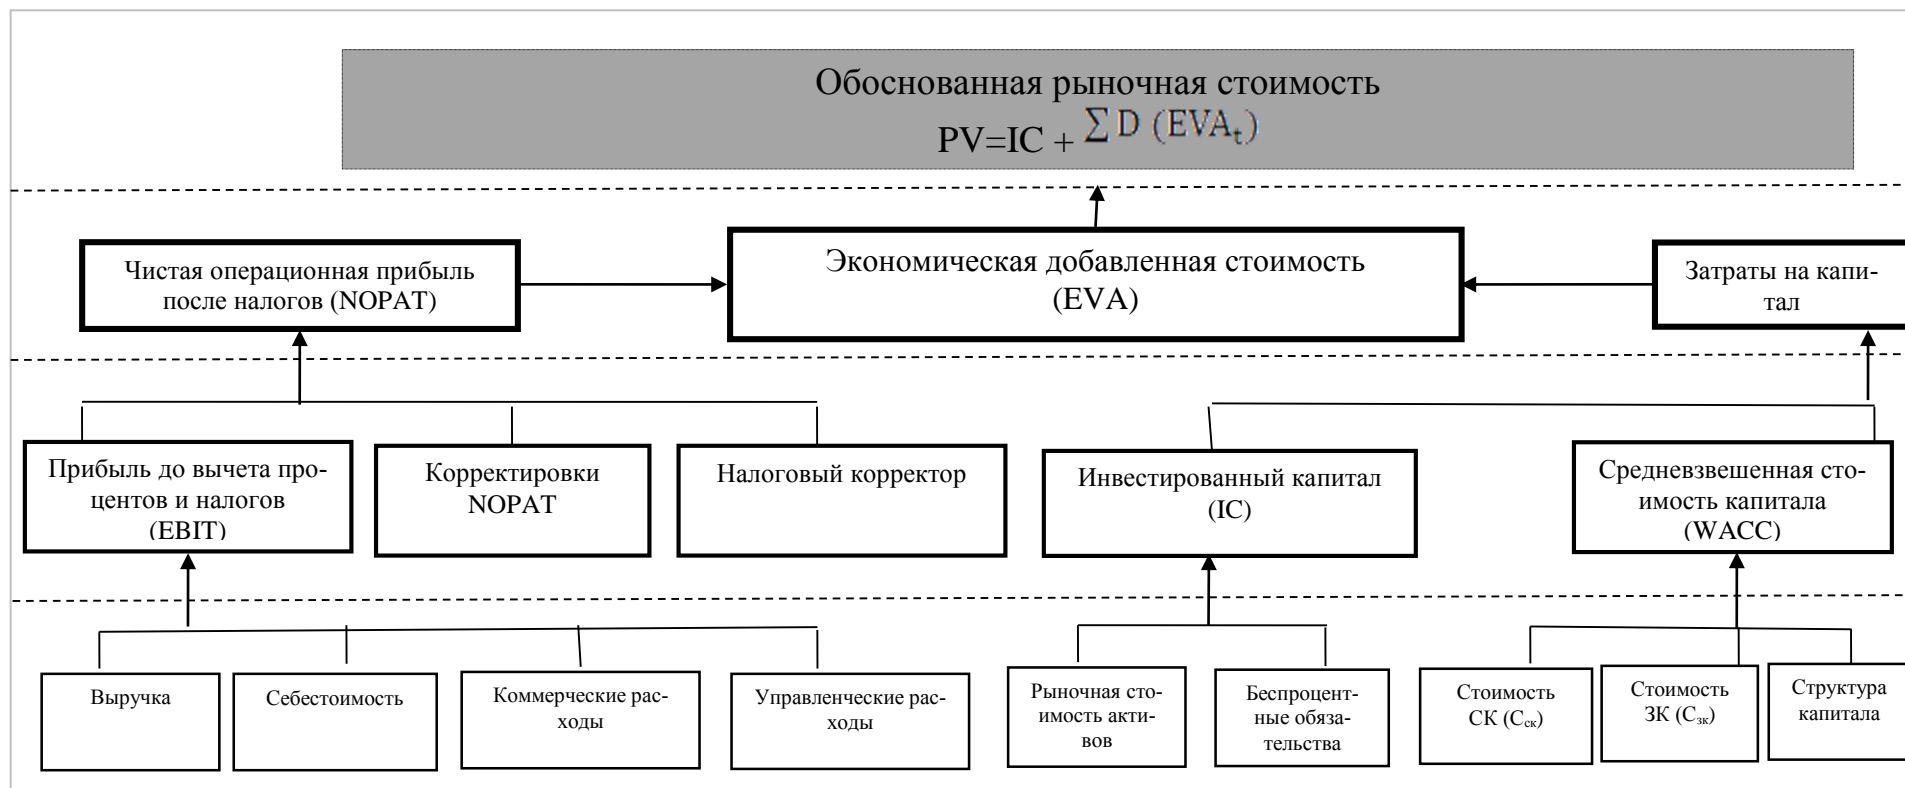 Обоснованная рыночная стоимость
PV=IC + ∑ D (EVAₜ)
Чистая операционная прибыль
после налогов (NOPAT)
Экономическая добавленная стоимость
(EVA)
Затраты на капи-
тал
Прибыль до вычета про-
центов и налогов
(EBIT)
Корректировки
NOPAT
Налоговый корректор
Инвестированный капитал
(IC)
Средневзвешенная сто-
имость капитала
(WACC)
Выручка
Себестоимость
Коммерческие рас-
ходы
Управленческие рас-
ходы
Рыночная сто-
имость акти-
вов
Беспроцент-
ные обяза-
тельства
Стоимость
СК (Сск)
Стоимость
ЗК (Сзк)
Структура
капитала